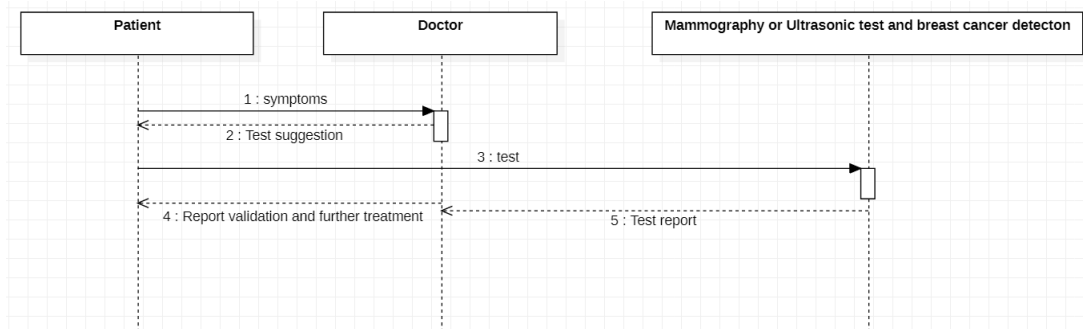 Patient
Doctor
Mammography or Ultrasonic test and breast cancer detecton
1 : symptoms
2 : Test suggestion
3 : test
4 : Report validation and further treatment
5 : Test report